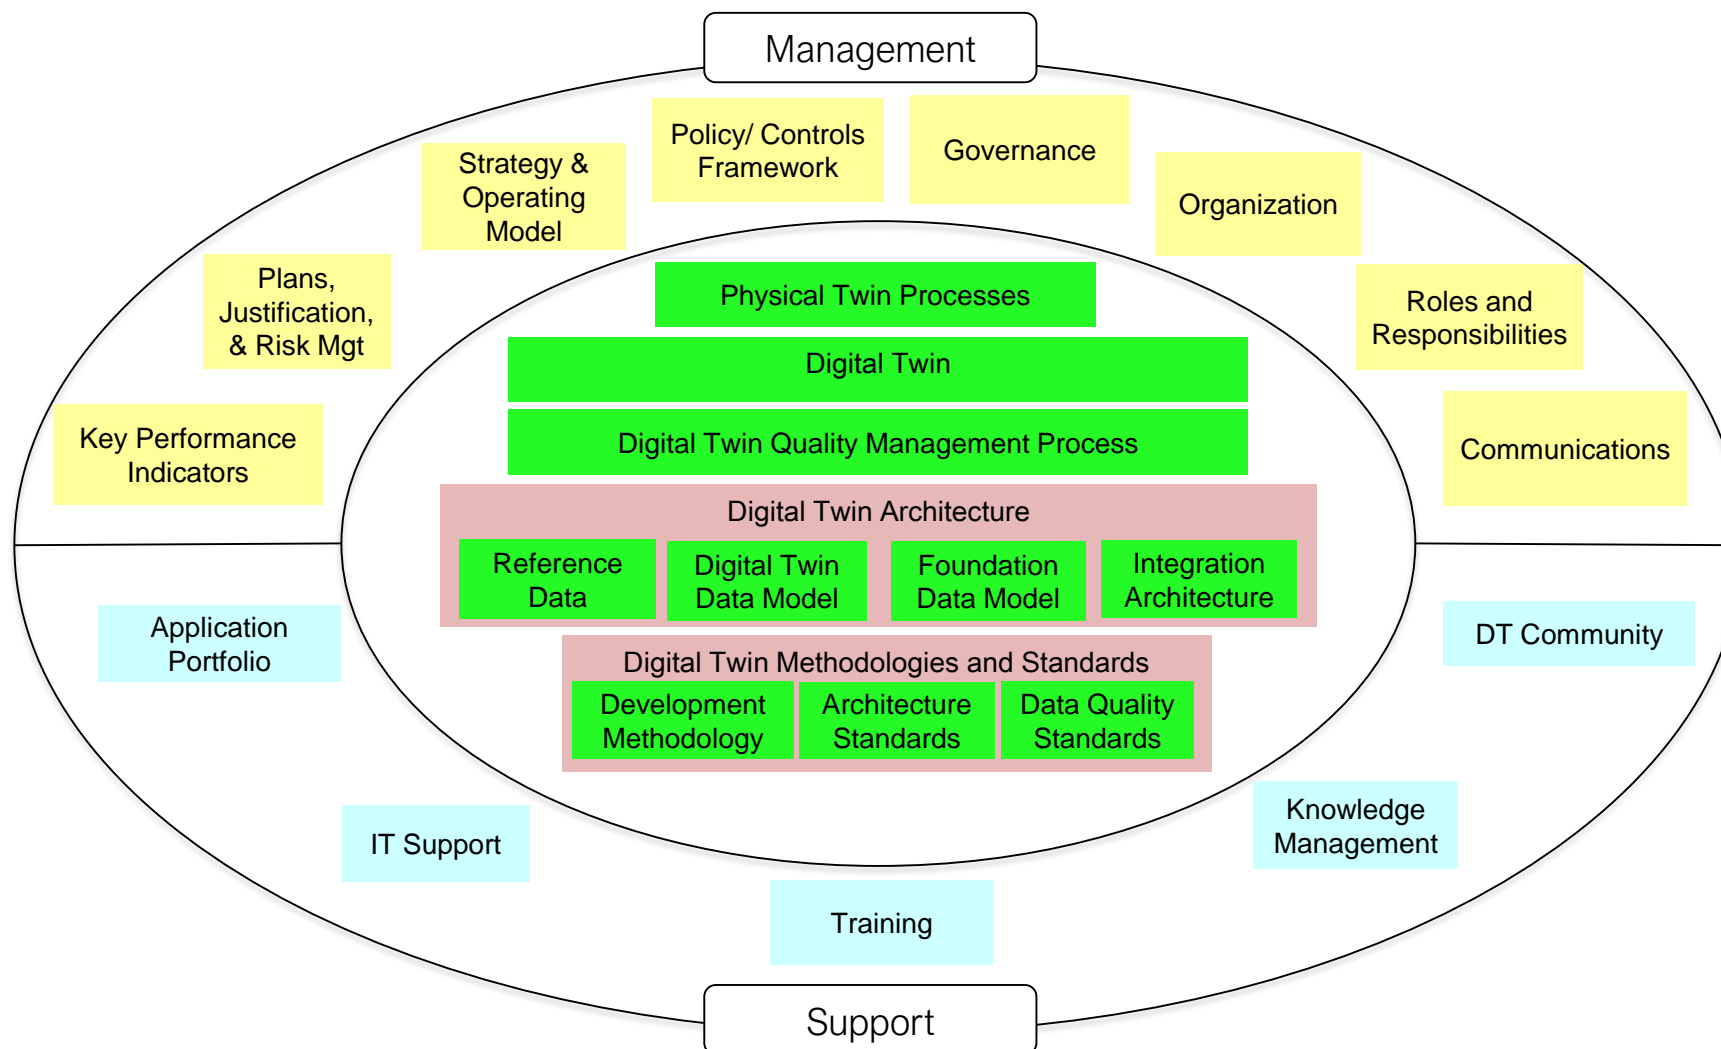 Management
Policy/ Controls
Framework
Governance
Strategy &
Operating
Model
Organization
Plans,
Justification,
& Risk Mgt
Roles and
Responsibilities
Key Performance
Indicators
Communications
Physical Twin Processes
Digital Twin
Digital Twin Quality Management Process
Digital Twin Architecture
Reference
Data
Digital Twin
Data Model
Foundation
Data Model
Integration
Architecture
Digital Twin Methodologies and Standards
Development
Methodology
Architecture
Standards
Data Quality
Standards
Application
Portfolio
DT Community
IT Support
Knowledge
Management
Training
Support